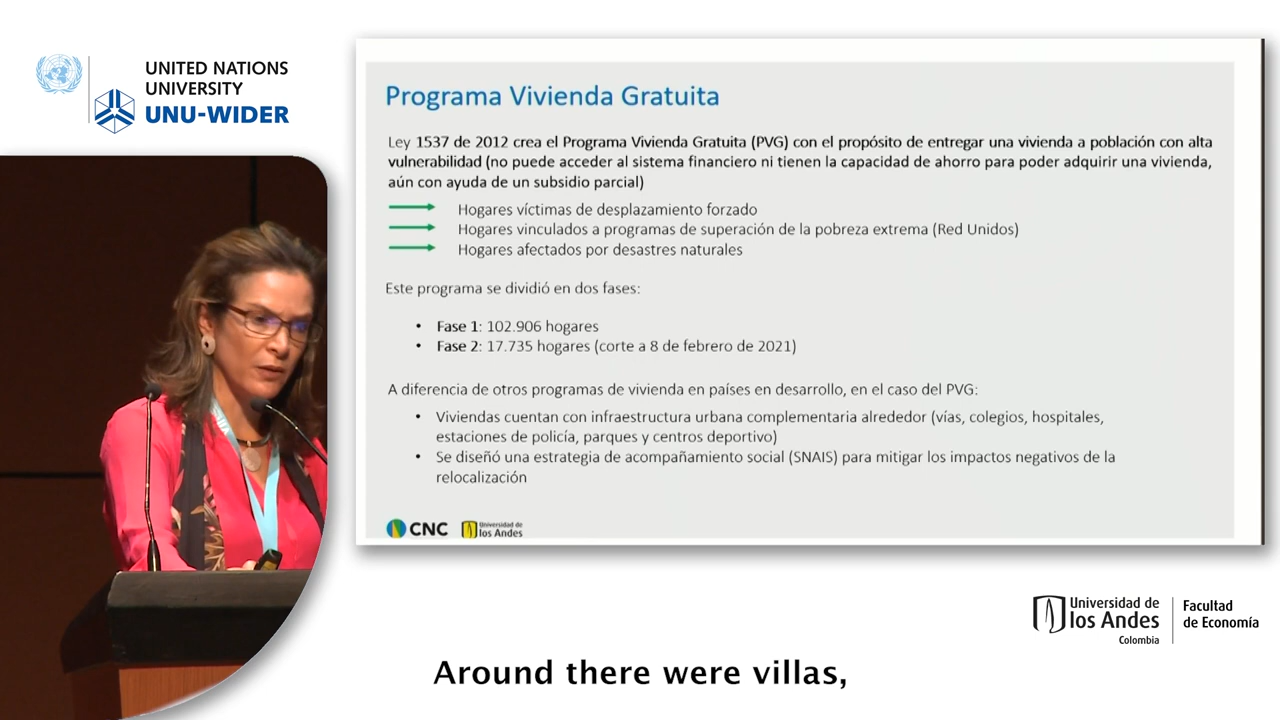 UNITED NATIONS
UNIVERSITY
UNU-WIDER
Programa Vivienda Gratuita
Ley 1537 de 2012 crea el Programa Vivienda Gratuita (PVG) con el propósito de entregar una vivienda a población con alta
vulnerabilidad (no puede acceder al sistema financiero ni tienen la capacidad de ahorro para poder adquirir una vivienda,
aún con ayuda de un subsidio parcial)
Hogares víctimas de desplazamiento forzado
Hogares vinculados a programas de superación de la pobreza extrema (Red Unidos)
Hogares afectados por desastres naturales
Este programa se dividió en dos fases:
• Fase 1: 102.906 hogares
• Fase 2: 17.735 hogares (corte a 8 de febrero de 2021)
A diferencia de otros programas de vivienda en países en desarrollo, en el caso del PVG:
• Viviendas cuentan con infraestructura urbana complementaria alrededor (vías, colegios, hospitales,
estaciones de policía, parques y centros deportivo)
• Se diseñó una estrategia de acompañamiento social (SNAIS) para mitigar los impactos negativos de la
relocalización
CNC
Universidad de
los Andes
Universidad de
los Andes
Colombia
Facultad
de Economía
Around there were villas,